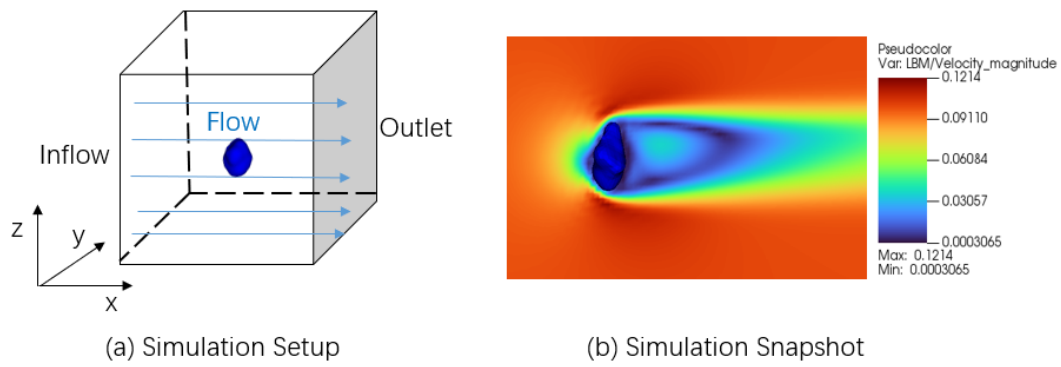 Flow
Inflow
Outlet
z
y
x
(a) Simulation Setup
Pseudocolor
Var: LBM/Velocity_magnitude
0.1214
0.09110
0.06084
0.03057
0.0003065
Max: 0.1214
Min: 0.0003065
(b) Simulation Snapshot